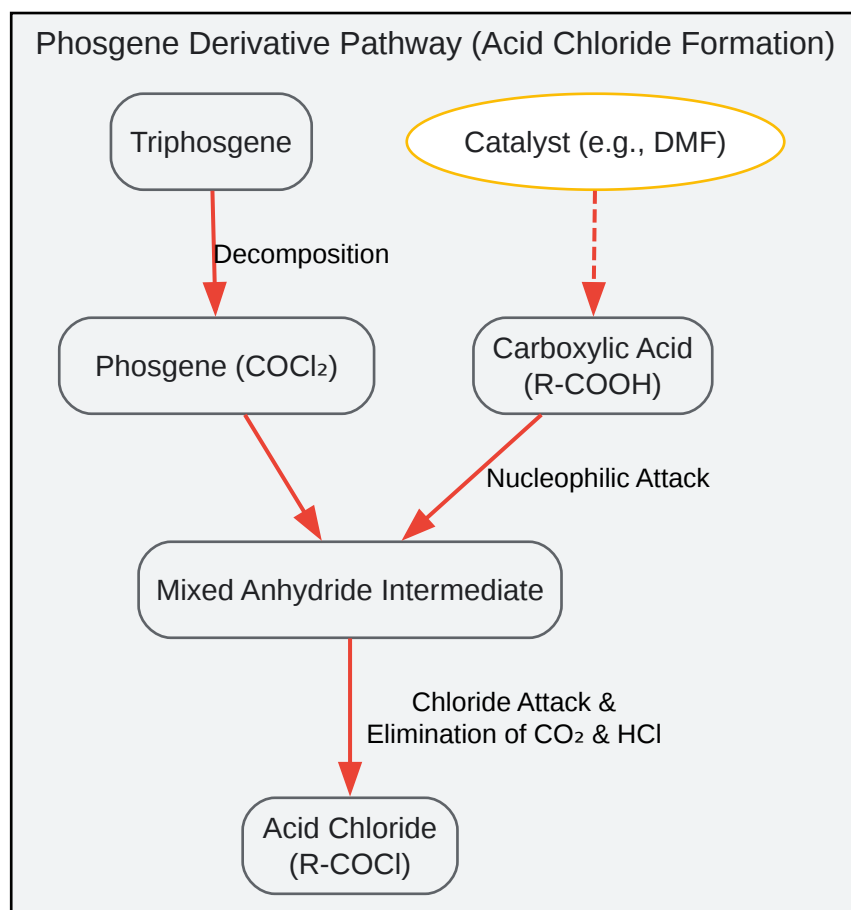 Phosgene Derivative Pathway (Acid Chloride Formation)
Triphosgene
Catalyst (e.g., DMF)
Decomposition
Phosgene (COCl₂)
Carboxylic Acid
(R-COOH)
Nucleophilic Attack
Mixed Anhydride Intermediate
Chloride Attack &
Elimination of CO₂ & HCl
Acid Chloride
(R-COCl)